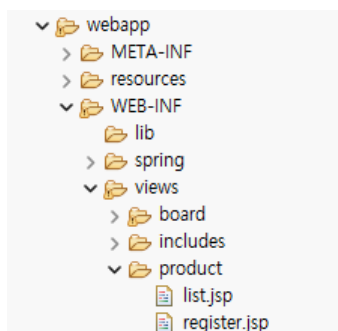 webapp
META-INF
resources
WEB-INF
lib
spring
views
board
includes
product
list.jsp
register.jsp